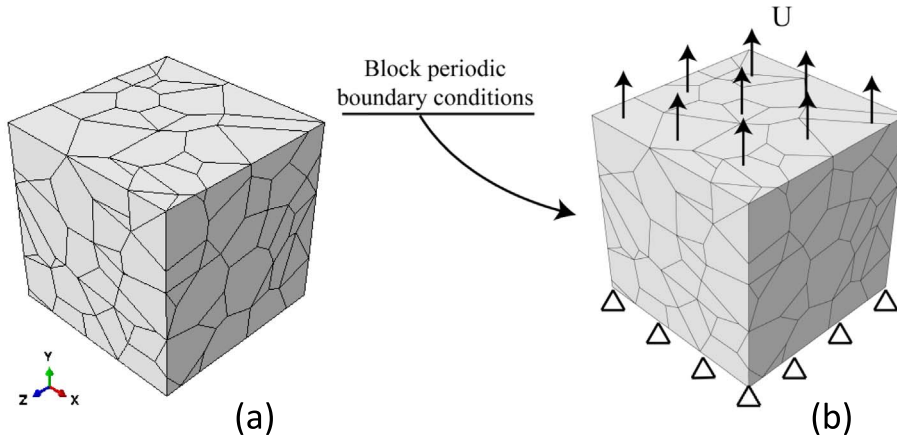 U
Block periodic
boundary conditions
Y
Z
X
(a)
(b)